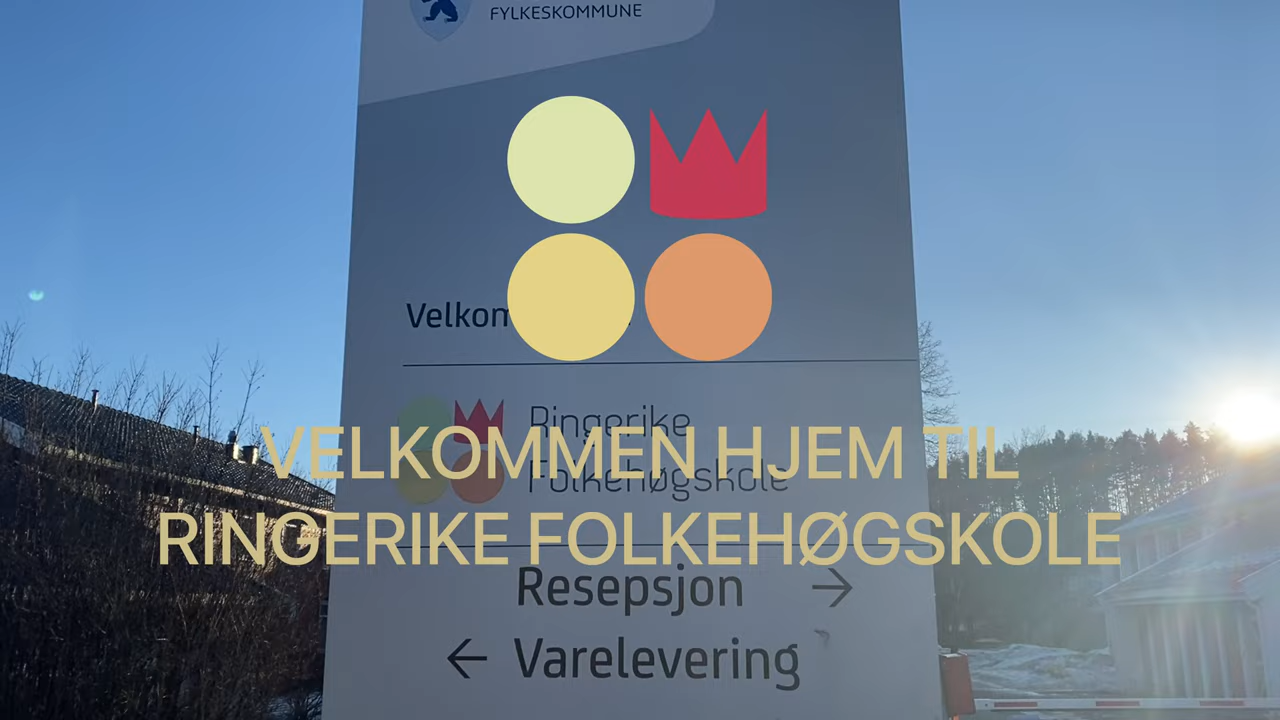 FYLKESKOMMUNE
Velkom
Ringerike
Folkehøgskole
VELKOMMEN HJEM TIL
RINGERIKE FOLKEHØGSKOLE
Resepsjon →
← Varelevering